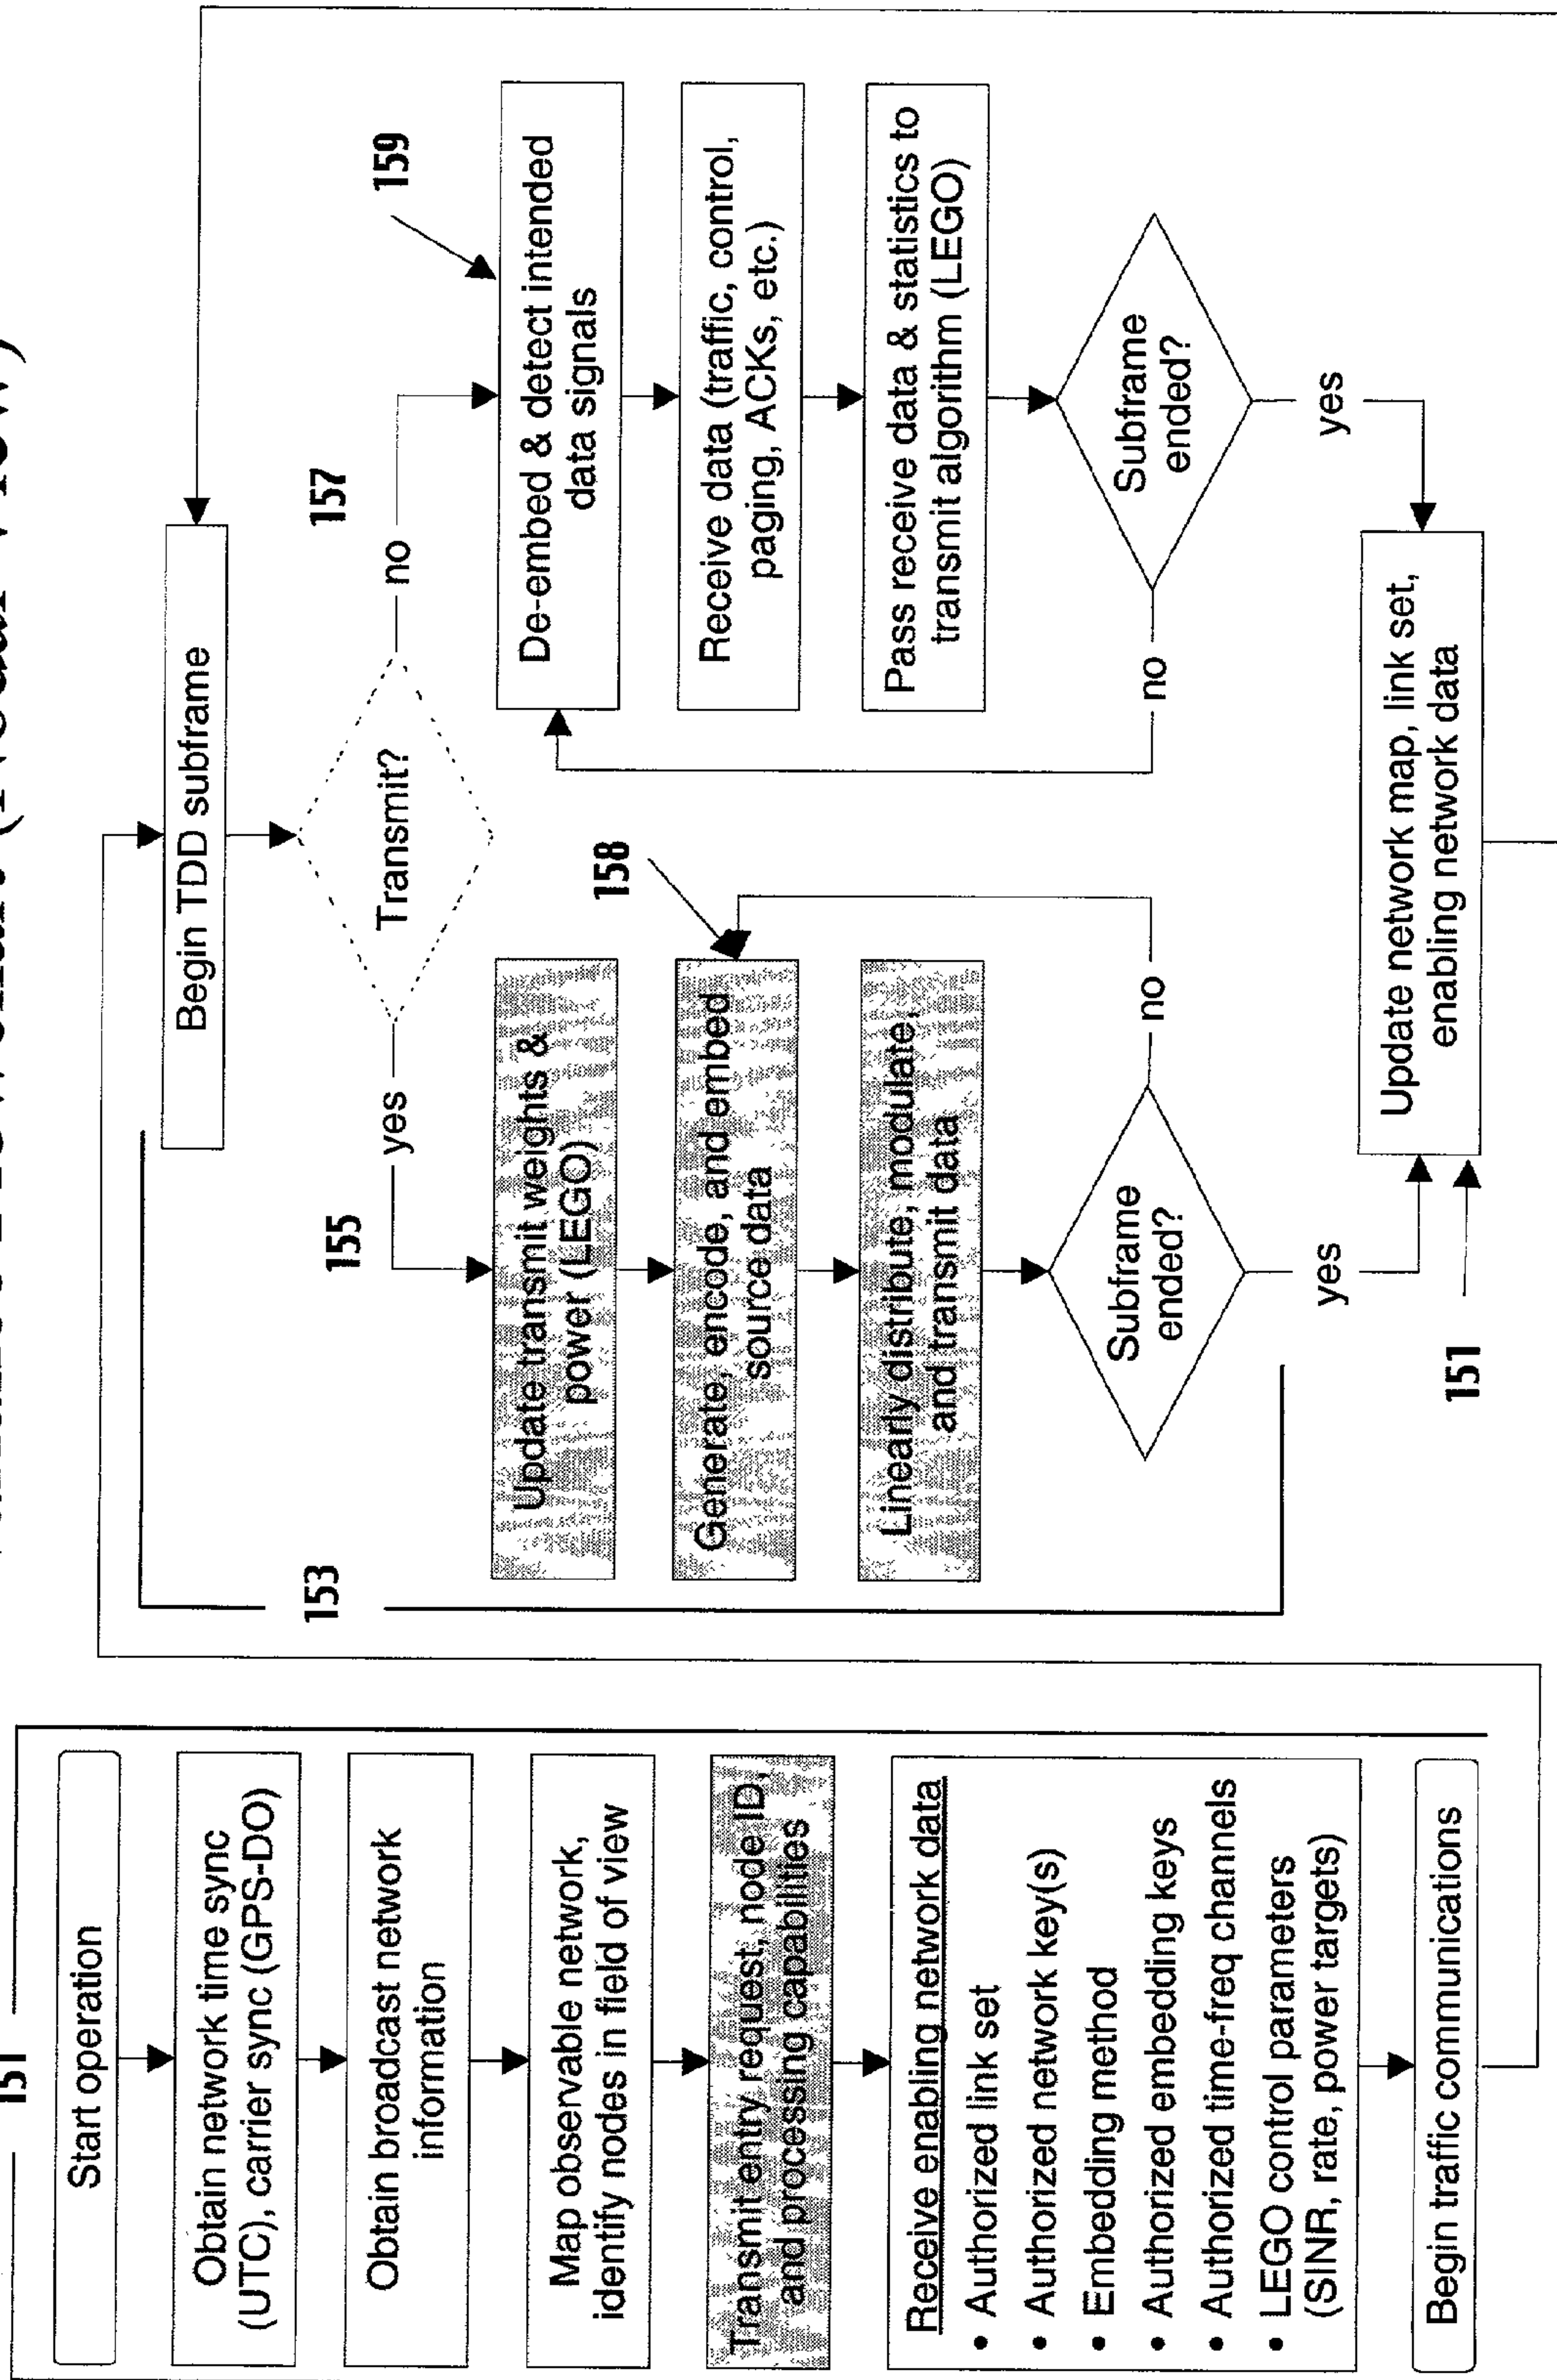 151
Start operation
Obtain network time sync
(UTC), carrier sync (GPS-DO)
Obtain broadcast network
information
Map observable network,
identify nodes in field of view
Transmit entry request, node ID,
and processing capabilities
Receive enabling network data
• Authorized link set
• Authorized network key(s)
• Embedding method
• Authorized embedding keys
• Authorized time-freq channels
• LEGO control parameters
(SINR, rate, power targets)
Begin traffic communications
153
Begin TDD subframe
Transmit?
yes
no
155
157
Update transmit weights &
power (LEGO)
158
Generate, encode, and embed
source data
Linearly distribute, modulate,
and transmit data
Subframe
ended?
no
yes
159
De-embed & detect intended
data signals
Receive data (traffic, control,
paging, ACKs, etc.)
Pass receive data & statistics to
transmit algorithm (LEGO)
Subframe
ended?
no
yes
151
Update network map, link set,
enabling network data